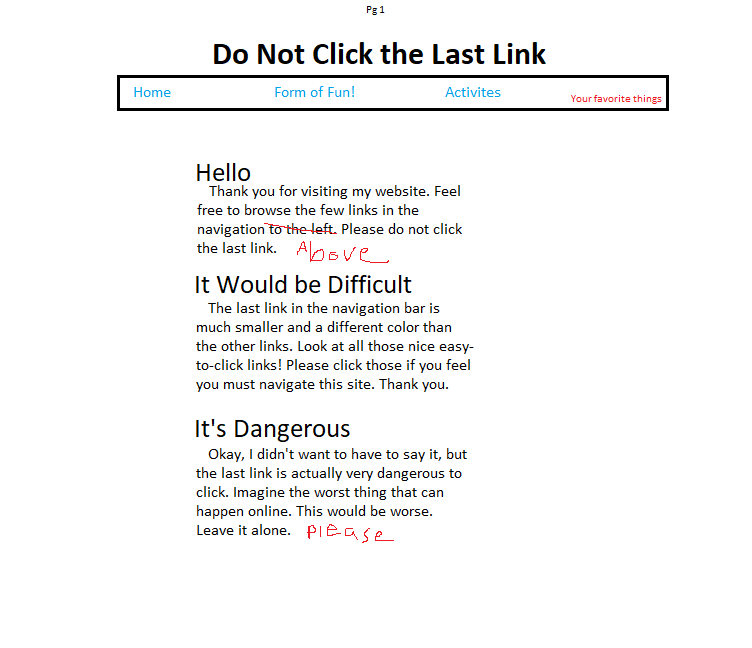 Pg 1
Do Not Click the Last Link
Home Form of Fun! Activites Your favorite things
Hello
Thank you for visiting my website. Feel
free to browse the few links in the
navigation to the left. Please do not click
the last link. Above
It Would be Difficult
The last link in the navigation bar is
much smaller and a different color than
the other links. Look at all those nice easy-
to-click links! Please click those if you feel
you must navigate this site. Thank you.
It's Dangerous
Okay, I didn't want to have to say it, but
the last link is actually very dangerous to
click. Imagine the worst thing that can
happen online. This would be worse.
Leave it alone. Please